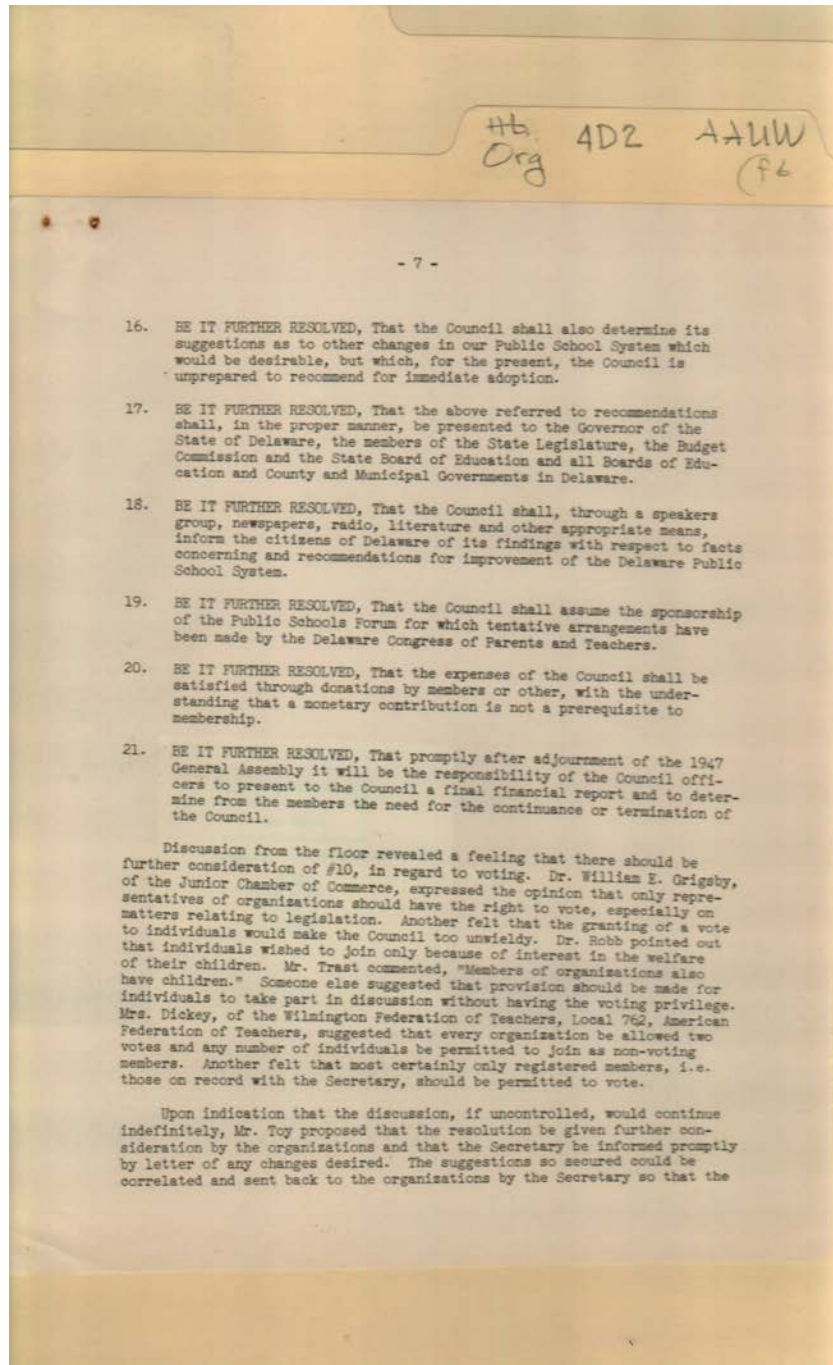 Hb. 4D2 AAUW
Org (f6
- 7 -
16. BE IT FURTHER RESOLVED, That the Council shall also determine its
suggestions as to other changes in our Public School System which
would be desirable, but which, for the present, the Council is
unprepared to recommend for immediate adoption.
17. BE IT FURTHER RESOLVED, That the above referred to recommendations
shall, in the proper manner, be presented to the Governor of the
State of Delaware, the members of the State Legislature, the Budget
Commission and the State Board of Education and all Boards of Edu-
cation and County and Municipal Governments in Delaware.
18. BE IT FURTHER RESOLVED, That the Council shall, through a speakers
group, newspapers, radio, literature and other appropriate means,
inform the citizens of Delaware of its findings with respect to facts
concerning and recommendations for improvement of the Delaware Public
School System.
19. BE IT FURTHER RESOLVED, That the Council shall assume the sponsorship
of the Public Schools Forum for which tentative arrangements have
been made by the Delaware Congress of Parents and Teachers.
20. BE IT FURTHER RESOLVED, That the expenses of the Council shall be
satisfied through donations by members or other, with the under-
standing that a monetary contribution is not a prerequisite to
membership.
21. BE IT FURTHER RESOLVED, That promptly after adjournment of the 1947
General Assembly it will be the responsibility of the Council offi-
cers to present to the Council a final financial report and to deter-
mine from the members the need for the continuance or termination of
the Council.
Discussion from the floor revealed a feeling that there should be
further consideration of #10, in regard to voting. Dr. William E. Grigsby,
of the Junior Chamber of Commerce, expressed the opinion that only repre-
sentatives of organizations should have the right to vote, especially on
matters relating to legislation. Another felt that the granting of a vote
to individuals would make the Council too unwieldy. Dr. Robb pointed out
that individuals wished to join only because of interest in the welfare
of their children. Mr. Trast commented, "Members of organizations also
have children." Someone else suggested that provision should be made for
individuals to take part in discussion without having the voting privilege.
Mrs. Dickey, of the Wilmington Federation of Teachers, Local 762, American
Federation of Teachers, suggested that every organization be allowed two
votes and any number of individuals be permitted to join as non-voting
members. Another felt that most certainly only registered members, i.e.
those on record with the Secretary, should be permitted to vote.
Upon indication that the discussion, if uncontrolled, would continue
indefinitely, Mr. Toy proposed that the resolution be given further con-
sideration by the organizations and that the Secretary be informed promptly
by letter of any changes desired. The suggestions so secured could be
correlated and sent back to the organizations by the Secretary so that the